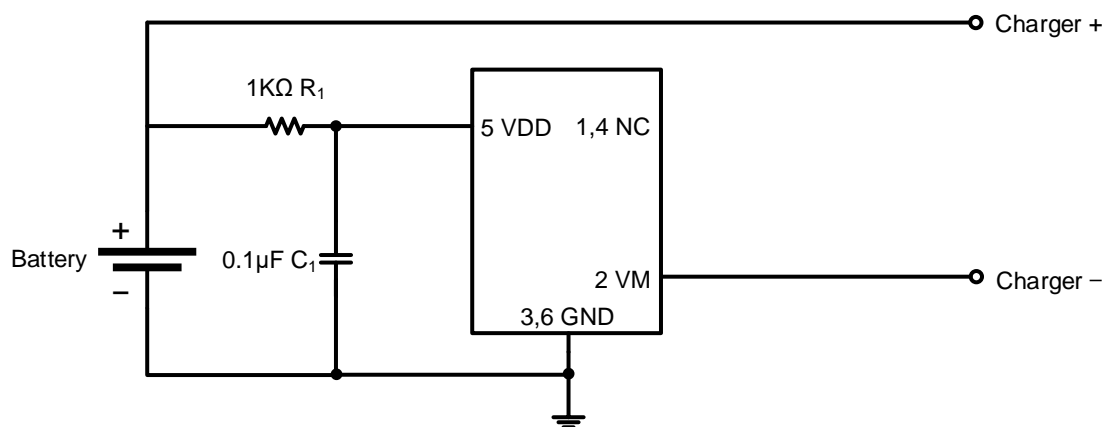 Charger +
1KΩ R₁
5 VDD 1,4 NC
+
Battery
0.1µF C₁
−
2 VM
Charger −
3,6 GND